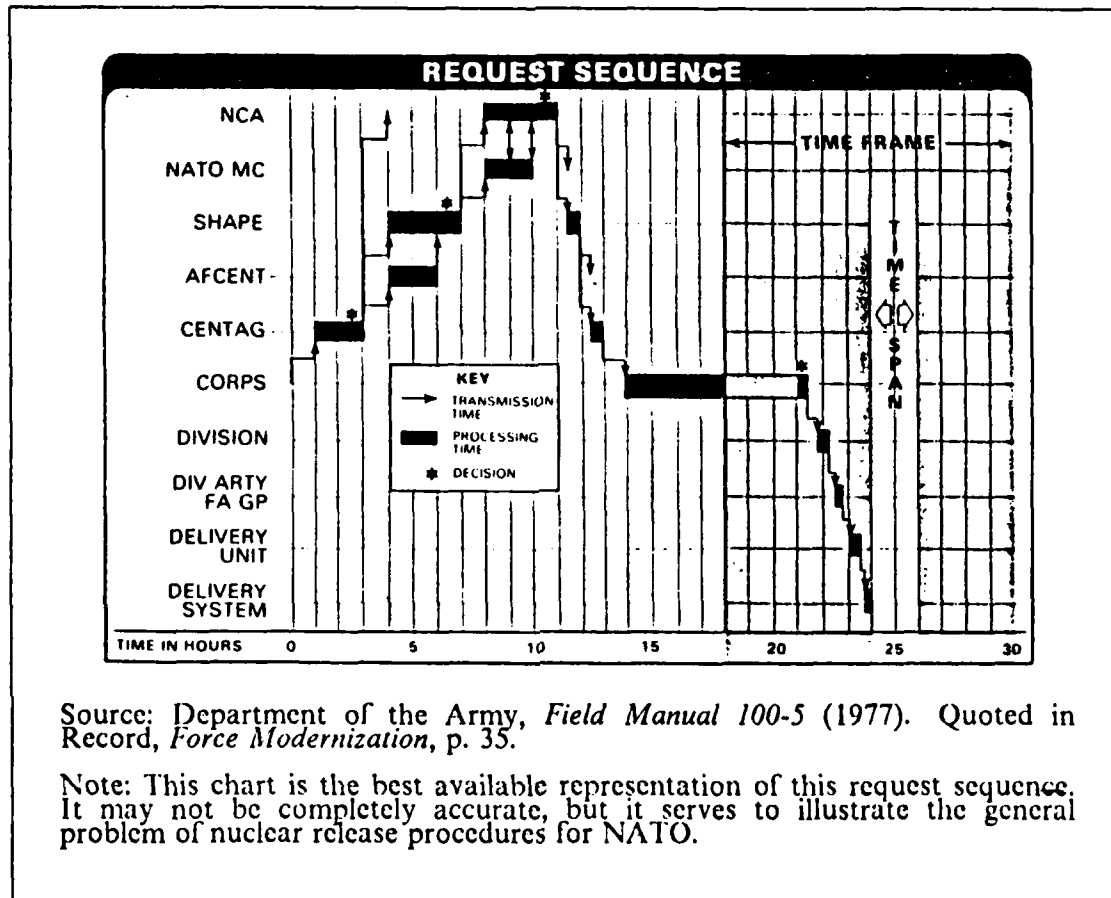 REQUEST SEQUENCE
NCA
NATO MC
SHAPE
AFCENT
CENTAG
CORPS
DIVISION
DIV ARTY
FA GP
DELIVERY
UNIT
DELIVERY
SYSTEM
TIME FRAME
TIME SPAN
KEY
TRANSMISSION
TIME
PROCESSING
TIME
* DECISION
TIME IN HOURS 0 5 10 15 20 25 30
Source: Department of the Army, Field Manual 100-5 (1977). Quoted in
Record, Force Modernization, p. 35.
Note: This chart is the best available representation of this request sequence.
It may not be completely accurate, but it serves to illustrate the general
problem of nuclear release procedures for NATO.